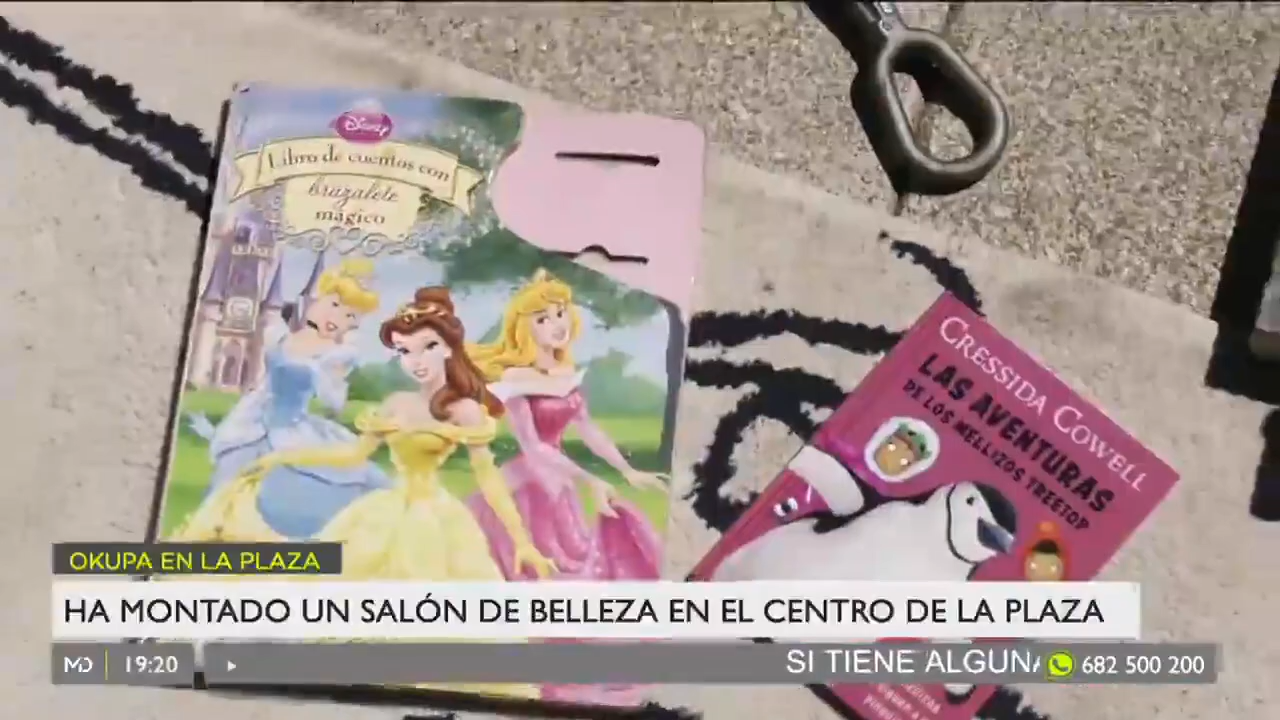 Disney
Libro de cuentos con
brazalete
mágico
CRESSIDA COWELL
LAS AVENTURAS
DE LOS MELLIZOS TREETOP
OKUPA EN LA PLAZA
HA MONTADO UN SALÓN DE BELLEZA EN EL CENTRO DE LA PLAZA
MD 19:20
SI TIENE ALGUNA 682 500 200